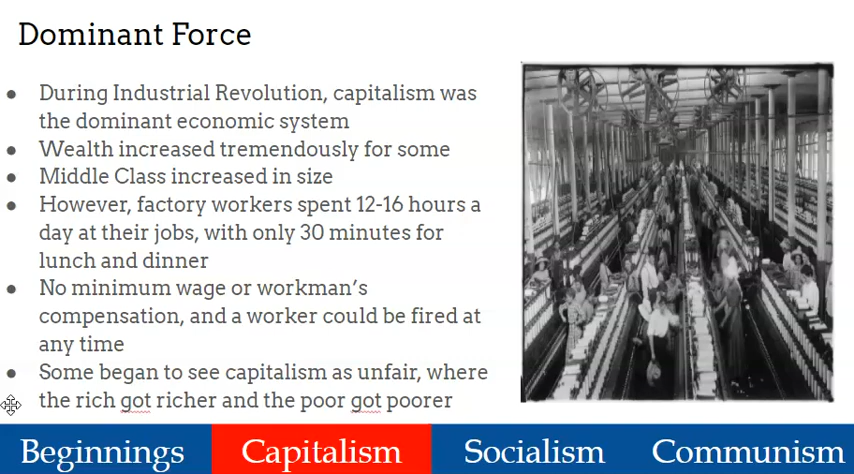 Dominant Force
● During Industrial Revolution, capitalism was
the dominant economic system
● Wealth increased tremendously for some
● Middle Class increased in size
● However, factory workers spent 12-16 hours a
day at their jobs, with only 30 minutes for
lunch and dinner
● No minimum wage or workman’s
compensation, and a worker could be fired at
any time
● Some began to see capitalism as unfair, where
the rich got richer and the poor got poorer
Beginnings Capitalism Socialism Communism